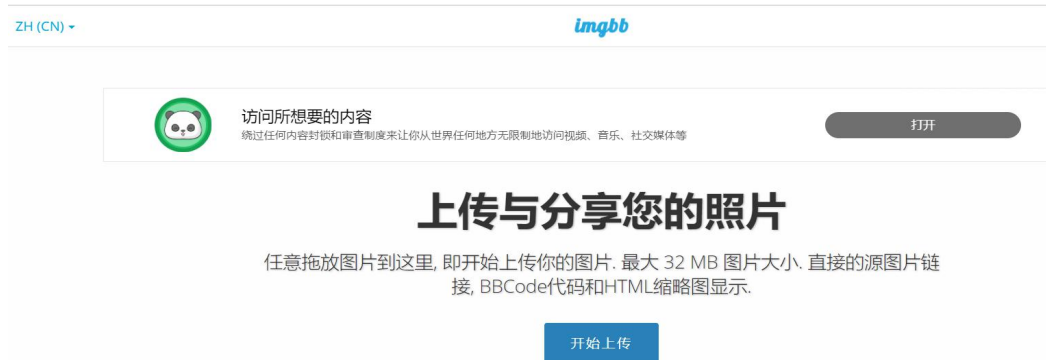 ZH (CN)
imgbb
访问所想要的内容
绕过任何内容封锁和审查制度来让你从世界任何地方无限制地访问视频、音乐、社交媒体等
打开
上传与分享您的照片
任意拖放图片到这里, 即开始上传你的图片. 最大 32 MB 图片大小. 直接的源图片链
接, BBCode代码和HTML缩略图显示.
开始上传